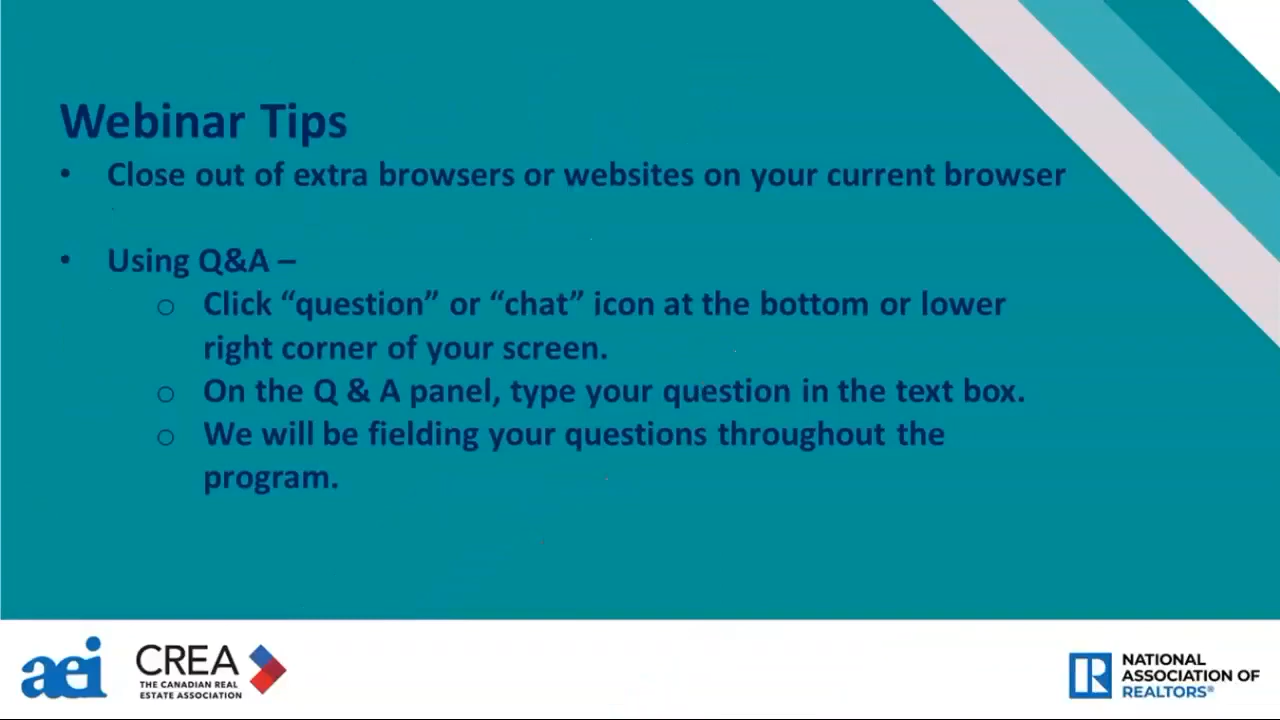 Webinar Tips
• Close out of extra browsers or websites on your current browser
• Using Q&A –
o Click “question” or “chat” icon at the bottom or lower
right corner of your screen.
o On the Q & A panel, type your question in the text box.
o We will be fielding your questions throughout the
program.
aei
CREA
THE CANADIAN REAL
ESTATE ASSOCIATION
R
NATIONAL
ASSOCIATION OF
REALTORS®